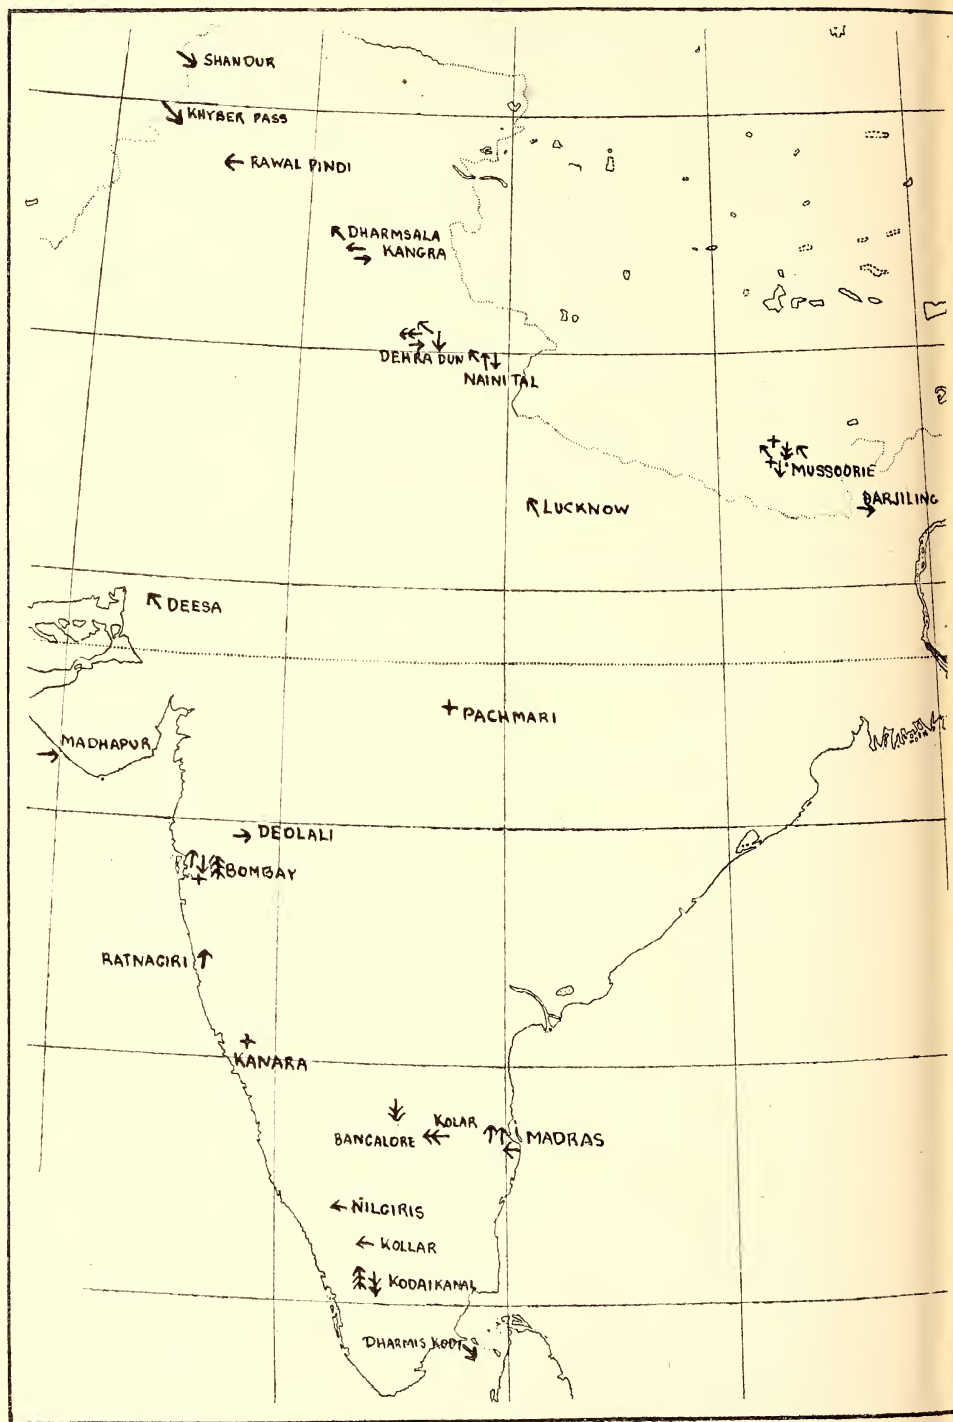 SHANDUR
KHYBER PASS
RAWAL PINDI
DHARMSALA
KANGRA
DEHRA DUN
NAINI TAL
MUSSOORIE
DARJILING
LUCKNOW
DEESA
PACHMARI
MADHAPUR
DEOLALI
BOMBAY
RATNAGIRI
KANARA
KOLAR
BANGALORE
MADRAS
NILGIRIS
KOLLAR
KODAIKANAL
DHARMIS KODI